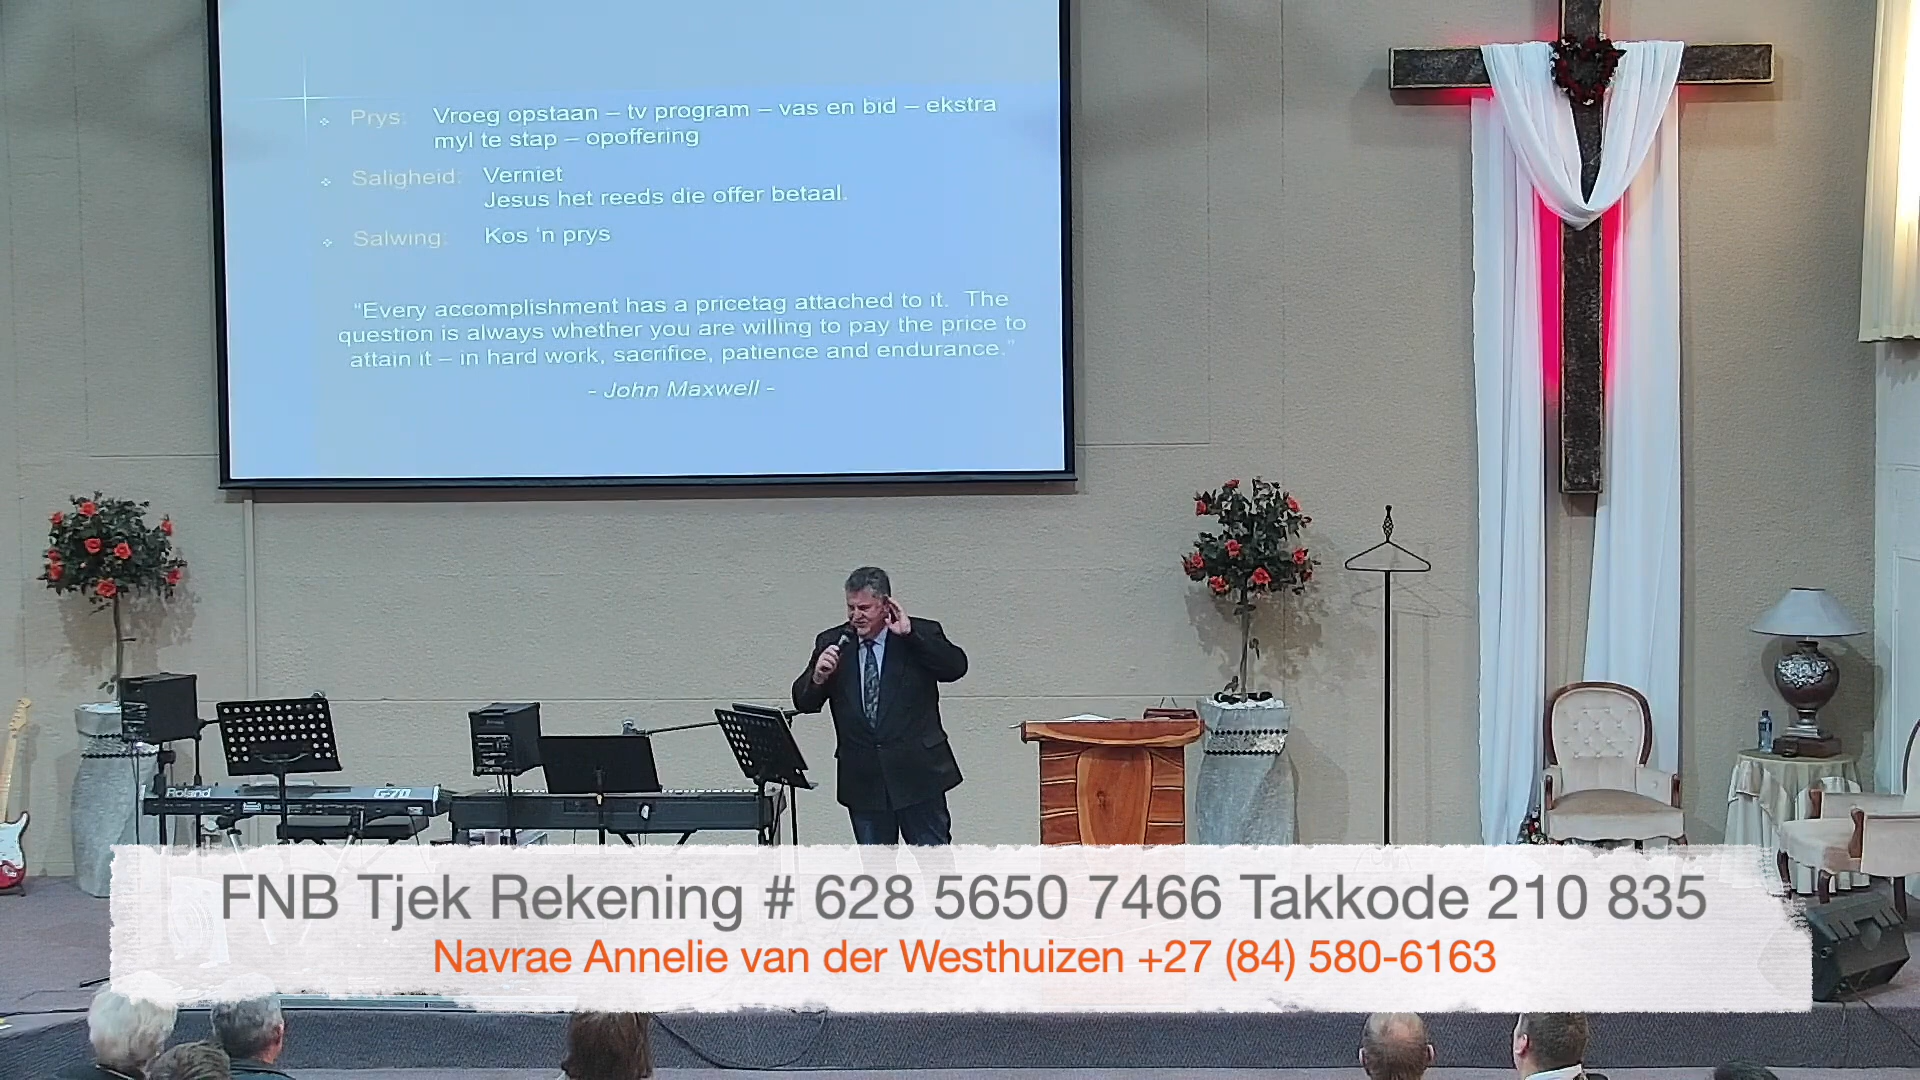 Prys: Vroeg opstaan – tv program – vas en bid – ekstra
myl te stap – opoffering
Saligheid: Verniet
Jesus het reeds die offer betaal.
Salwing: Kos 'n prys
“Every accomplishment has a pricetag attached to it. The
question is always whether you are willing to pay the price to
attain it – in hard work, sacrifice, patience and endurance.”
- John Maxwell -
Roland G-70
FNB Tjek Rekening # 628 5650 7466 Takkode 210 835
Navrae Annelie van der Westhuizen +27 (84) 580-6163